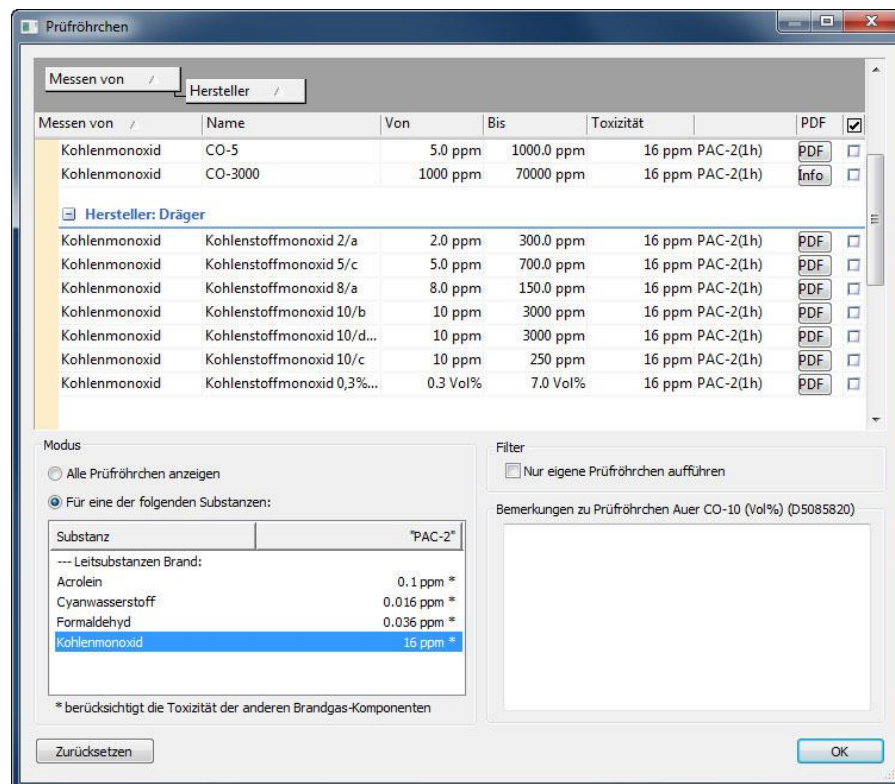 Prüfröhrchen
Messen von
Hersteller
Messen von Name Von Bis Toxizität PDF
Kohlenmonoxid CO-5 5.0 ppm 1000.0 ppm 16 ppm PAC-2(1h) PDF
Kohlenmonoxid CO-3000 1000 ppm 70000 ppm 16 ppm PAC-2(1h) Info
Hersteller: Dräger
Kohlenmonoxid Kohlenstoffmonoxid 2/a 2.0 ppm 300.0 ppm 16 ppm PAC-2(1h) PDF
Kohlenmonoxid Kohlenstoffmonoxid 5/c 5.0 ppm 700.0 ppm 16 ppm PAC-2(1h) PDF
Kohlenmonoxid Kohlenstoffmonoxid 8/a 8.0 ppm 150.0 ppm 16 ppm PAC-2(1h) PDF
Kohlenmonoxid Kohlenstoffmonoxid 10/b 10 ppm 3000 ppm 16 ppm PAC-2(1h) PDF
Kohlenmonoxid Kohlenstoffmonoxid 10/d... 10 ppm 3000 ppm 16 ppm PAC-2(1h) PDF
Kohlenmonoxid Kohlenstoffmonoxid 10/c 10 ppm 250 ppm 16 ppm PAC-2(1h) PDF
Kohlenmonoxid Kohlenstoffmonoxid 0,3%... 0.3 Vol% 7.0 Vol% 16 ppm PAC-2(1h) PDF
Modus
Alle Prüfröhrchen anzeigen
Für eine der folgenden Substanzen:
Substanz "PAC-2"
--- Leitsubstanzen Brand:
Acrolein 0.1 ppm *
Cyanwasserstoff 0.016 ppm *
Formaldehyd 0.036 ppm *
Kohlenmonoxid 16 ppm *
* berücksichtigt die Toxizität der anderen Brandgas-Komponenten
Filter
Nur eigene Prüfröhrchen aufführen
Bemerkungen zu Prüfröhrchen Auer CO-10 (Vol%) (D5085820)
Zurücksetzen
OK